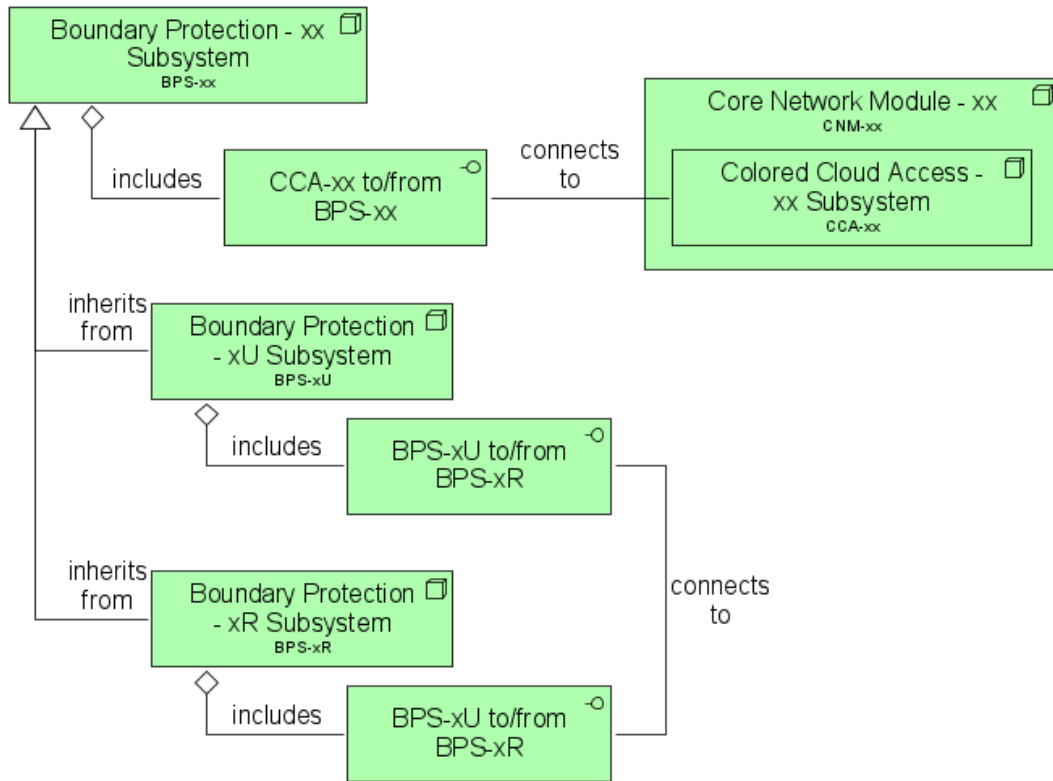 Boundary Protection - xx
Subsystem
BPS-xx
includes
CCA-xx to/from
BPS-xx
connects
to
Core Network Module - xx
CNM-xx
Colored Cloud Access -
xx Subsystem
CCA-xx
inherits
from
Boundary Protection
- xU Subsystem
BPS-xU
includes
BPS-xU to/from
BPS-xR
connects
to
inherits
from
Boundary Protection
- xR Subsystem
BPS-xR
includes
BPS-xU to/from
BPS-xR